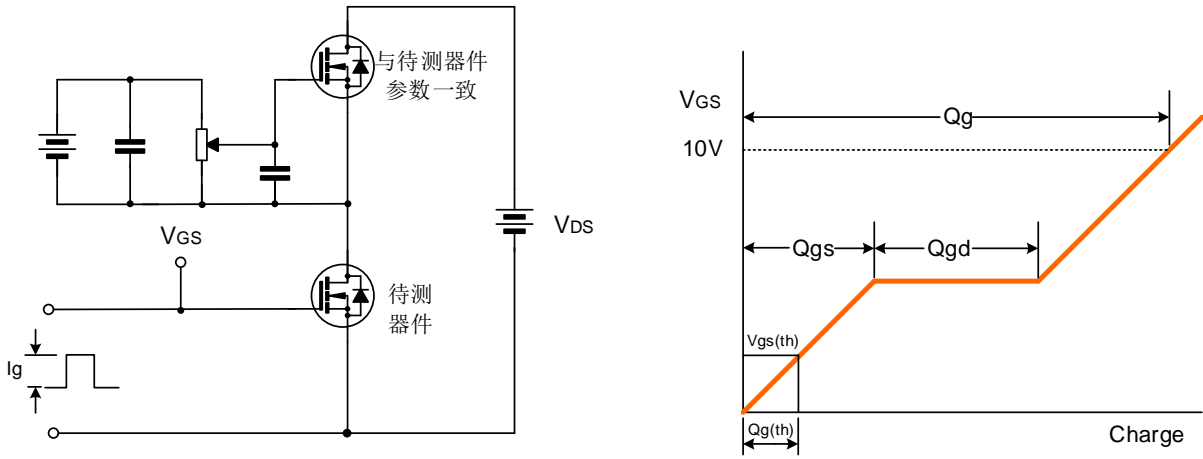 与待测器件
参数一致
VGS
VDS
待测
器件
Ig
VGS
Qg
10V
Qgs
Qgd
Vgs(th)
Qg(th)
Charge